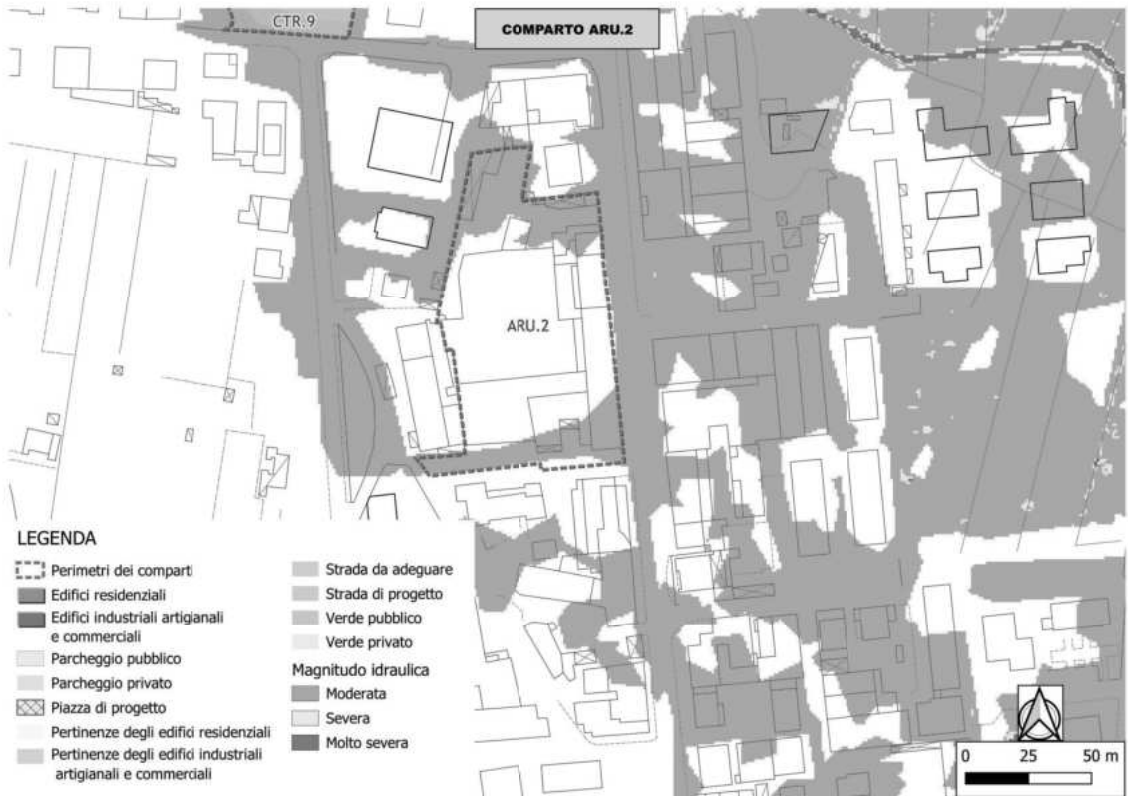 CTR.9
COMPARTO ARU.2
ARU.2
LEGENDA
Perimetri dei comparti
Edifici residenziali
Edifici industriali artigianali
e commerciali
Parcheggio pubblico
Parcheggio privato
Piazza di progetto
Pertinenze degli edifici residenziali
Pertinenze degli edifici industriali
artigianali e commerciali
Strada da adeguare
Strada di progetto
Verde pubblico
Verde privato
Magnitudo idraulica
Moderata
Severa
Molto severa
0 25 50 m